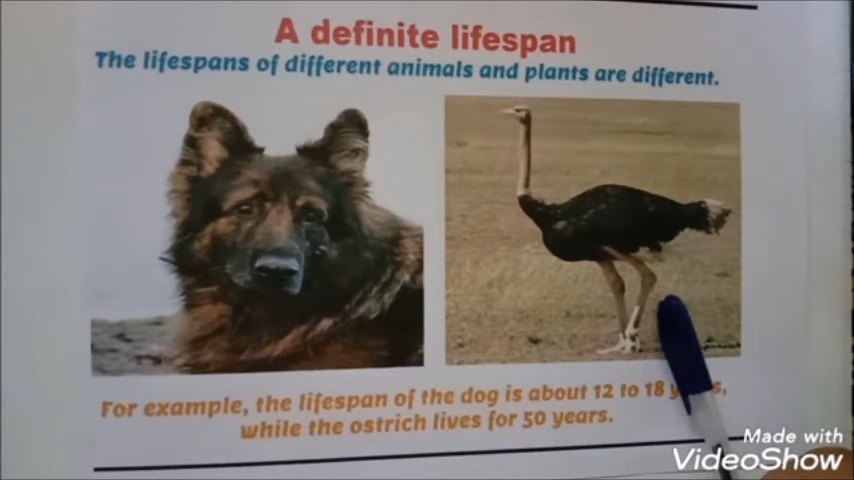 A definite lifespan
The lifespans of different animals and plants are different.
For example, the lifespan of the dog is about 12 to 18
while the ostrich lives for 50 years.
Made with
VideoShow